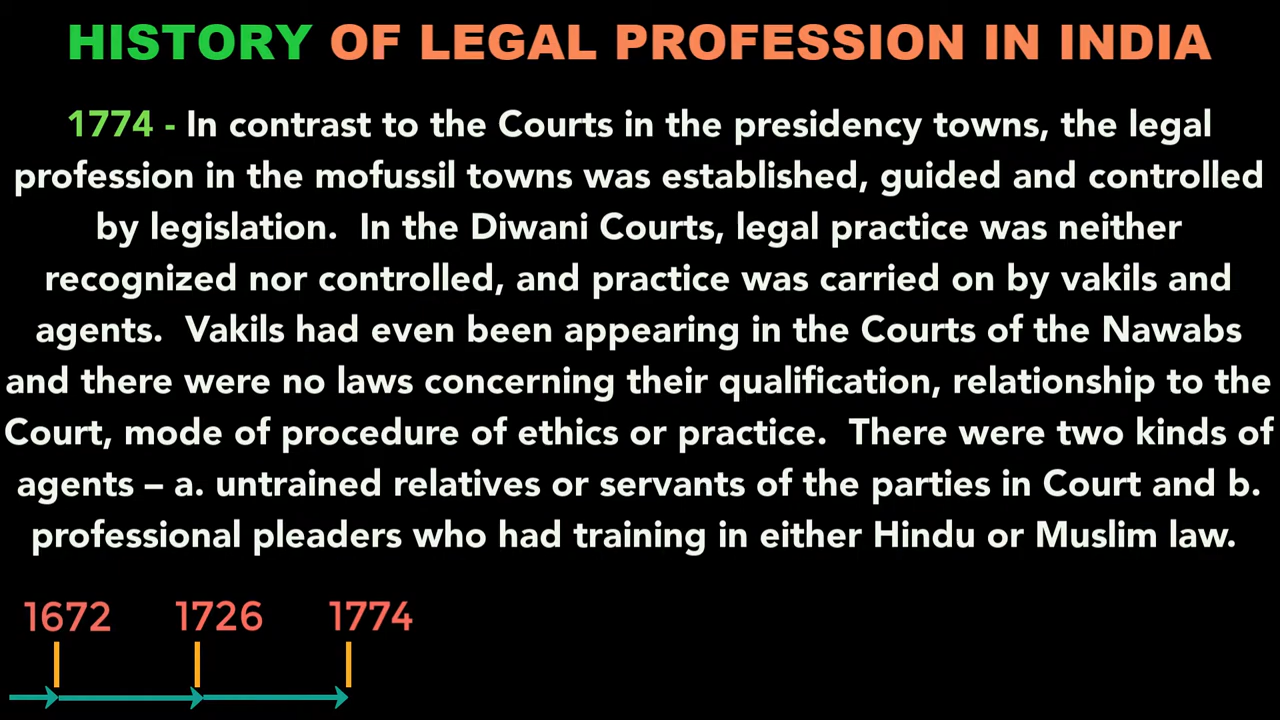 HISTORY OF LEGAL PROFESSION IN INDIA
1774 - In contrast to the Courts in the presidency towns, the legal
profession in the mofussil towns was established, guided and controlled
by legislation.  In the Diwani Courts, legal practice was neither
recognized nor controlled, and practice was carried on by vakils and
agents.  Vakils had even been appearing in the Courts of the Nawabs
and there were no laws concerning their qualification, relationship to the
Court, mode of procedure of ethics or practice.  There were two kinds of
agents – a. untrained relatives or servants of the parties in Court and b.
professional pleaders who had training in either Hindu or Muslim law.
1672 1726 1774